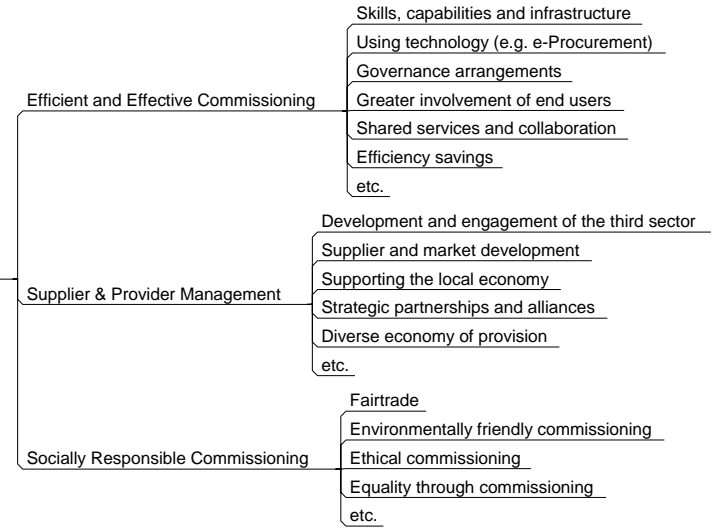 Efficient and Effective Commissioning
Skills, capabilities and infrastructure
Using technology (e.g. e-Procurement)
Governance arrangements
Greater involvement of end users
Shared services and collaboration
Efficiency savings
etc.
Supplier & Provider Management
Development and engagement of the third sector
Supplier and market development
Supporting the local economy
Strategic partnerships and alliances
Diverse economy of provision
etc.
Socially Responsible Commissioning
Fairtrade
Environmentally friendly commissioning
Ethical commissioning
Equality through commissioning
etc.